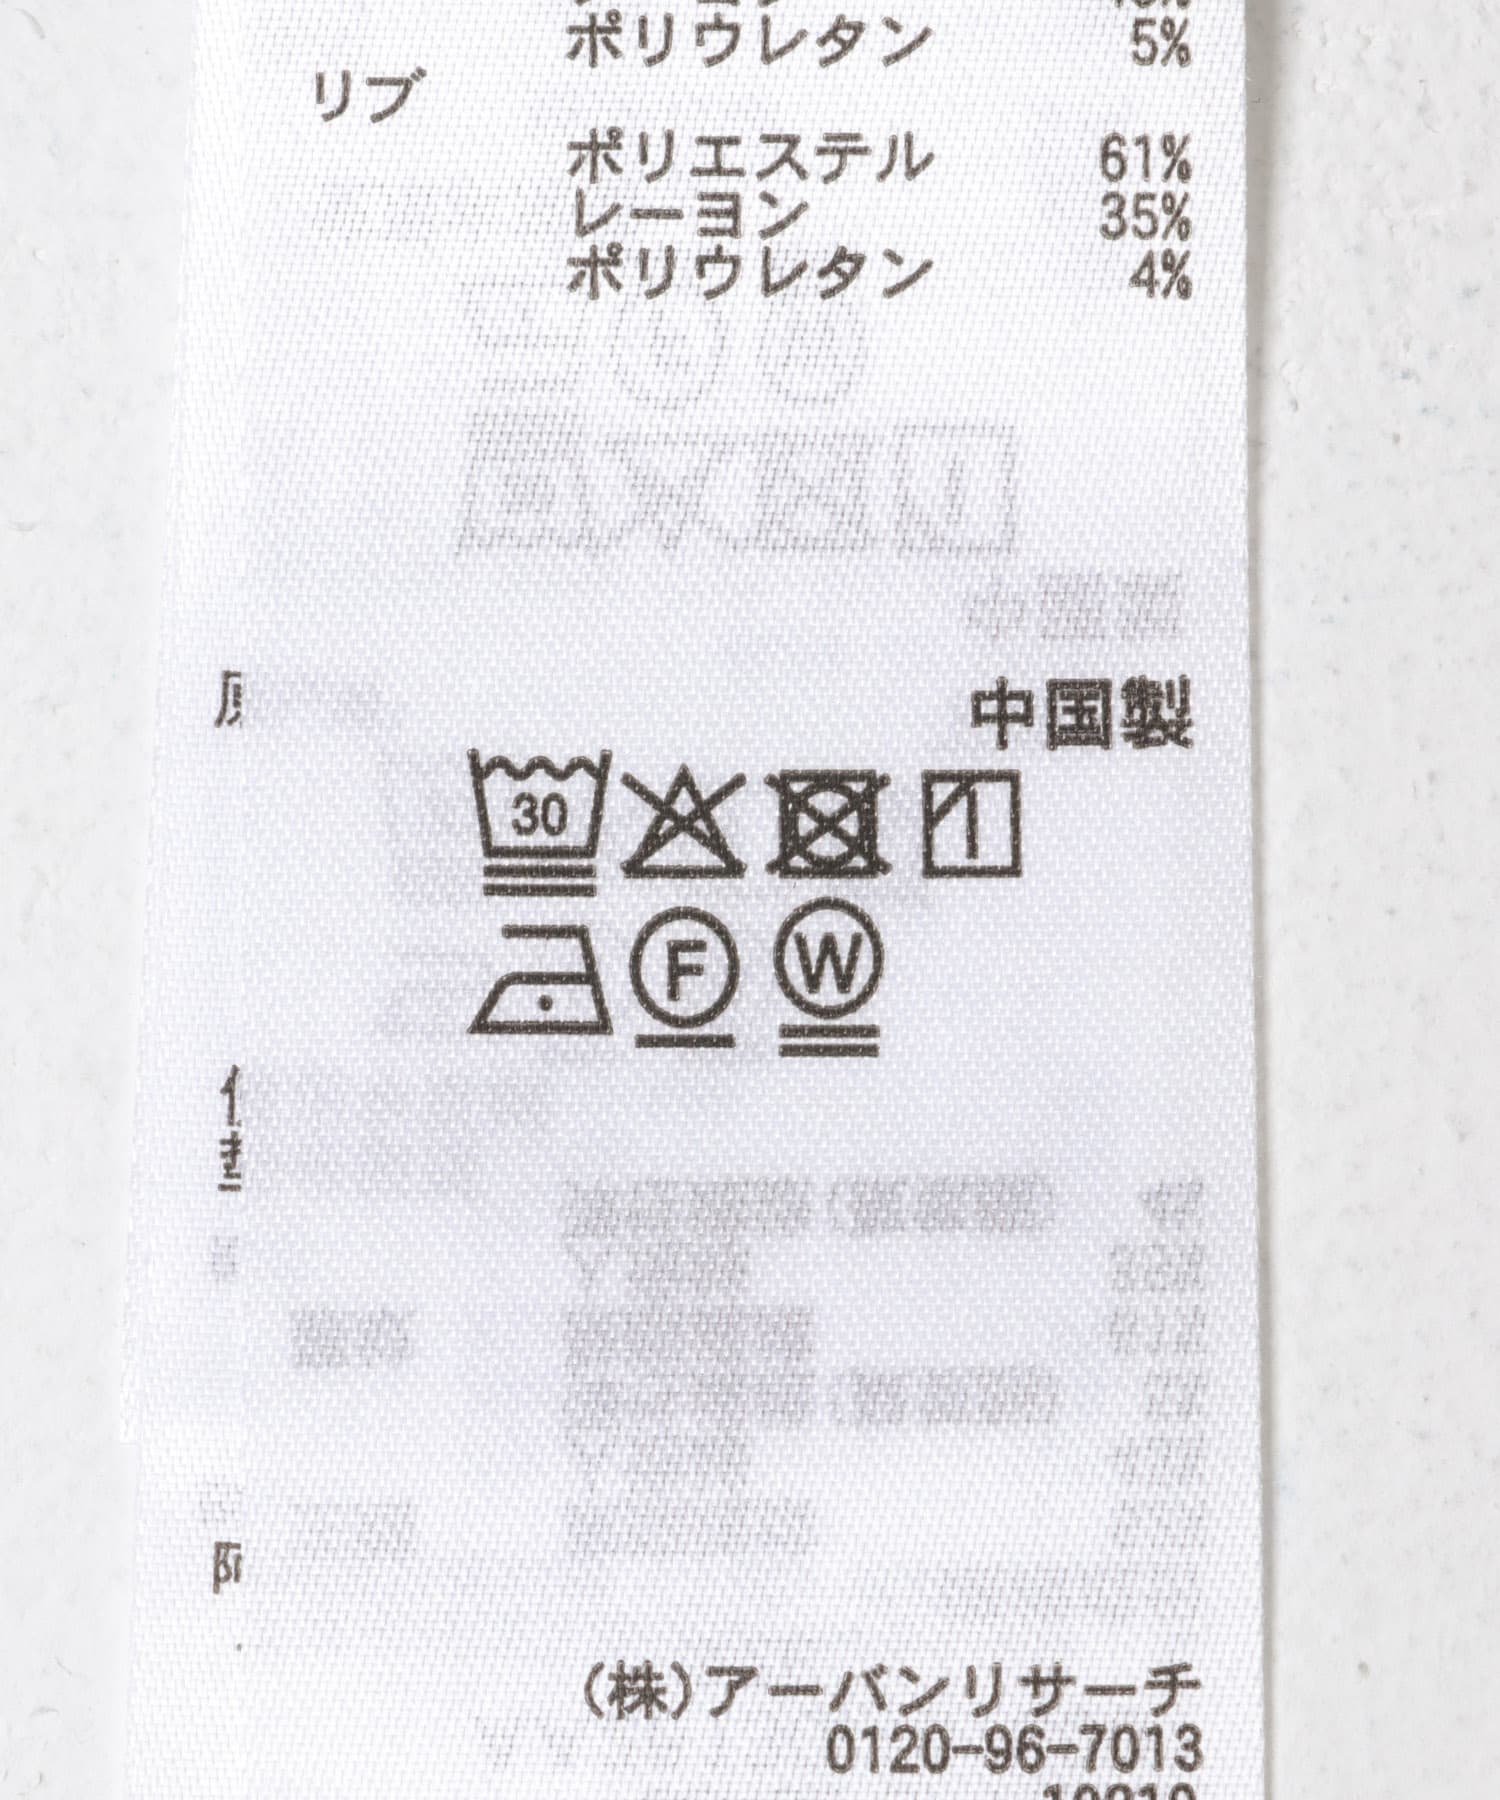 ポリウレタン 5%
リブ
ポリエステル 61%
レーヨン 35%
ポリウレタン 4%
中国製
30
F W
(株)アーバンリサーチ
0120-96-7013